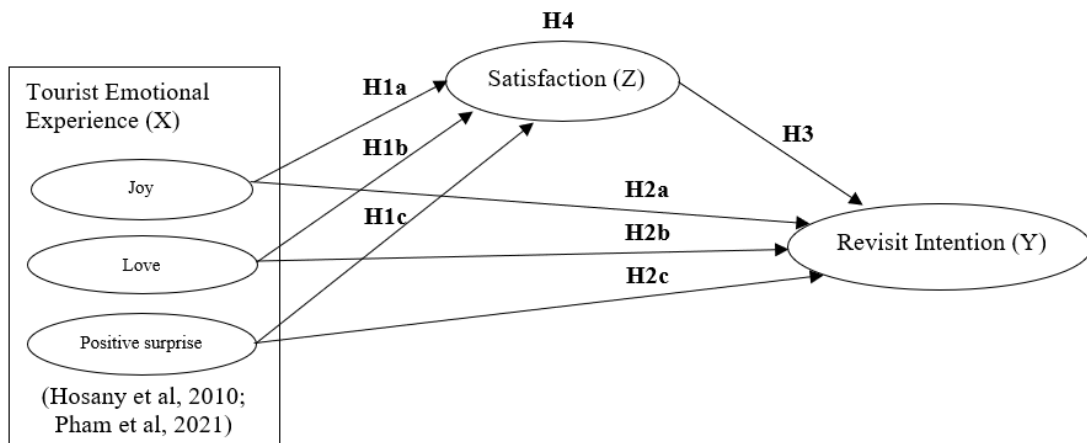 H4
Satisfaction (Z)
Tourist Emotional
Experience (X)
H1a
H1b
H3
Joy
H2a
H1c
H2b
Revisit Intention (Y)
Love
H2c
Positive surprise
(Hosany et al, 2010;
Pham et al, 2021)